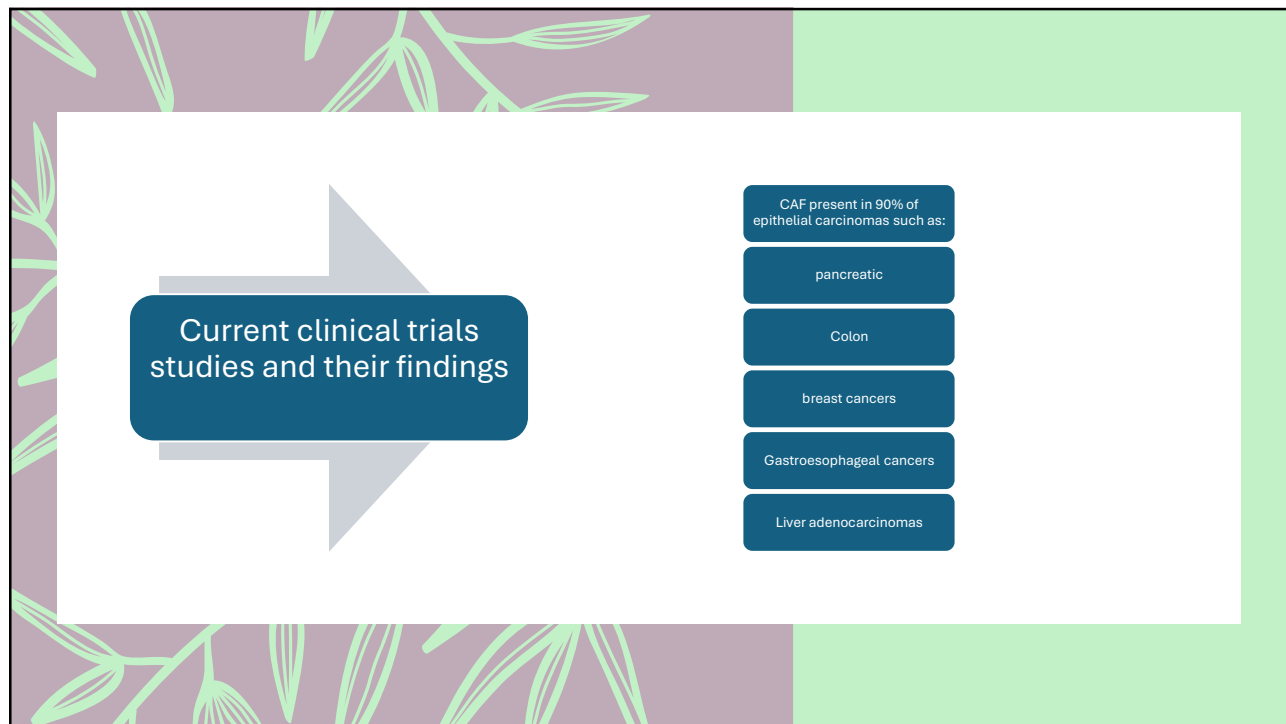 Current clinical trials
studies and their findings
CAF present in 90% of
epithelial carcinomas such as:
pancreatic
Colon
breast cancers
Gastroesophageal cancers
Liver adenocarcinomas